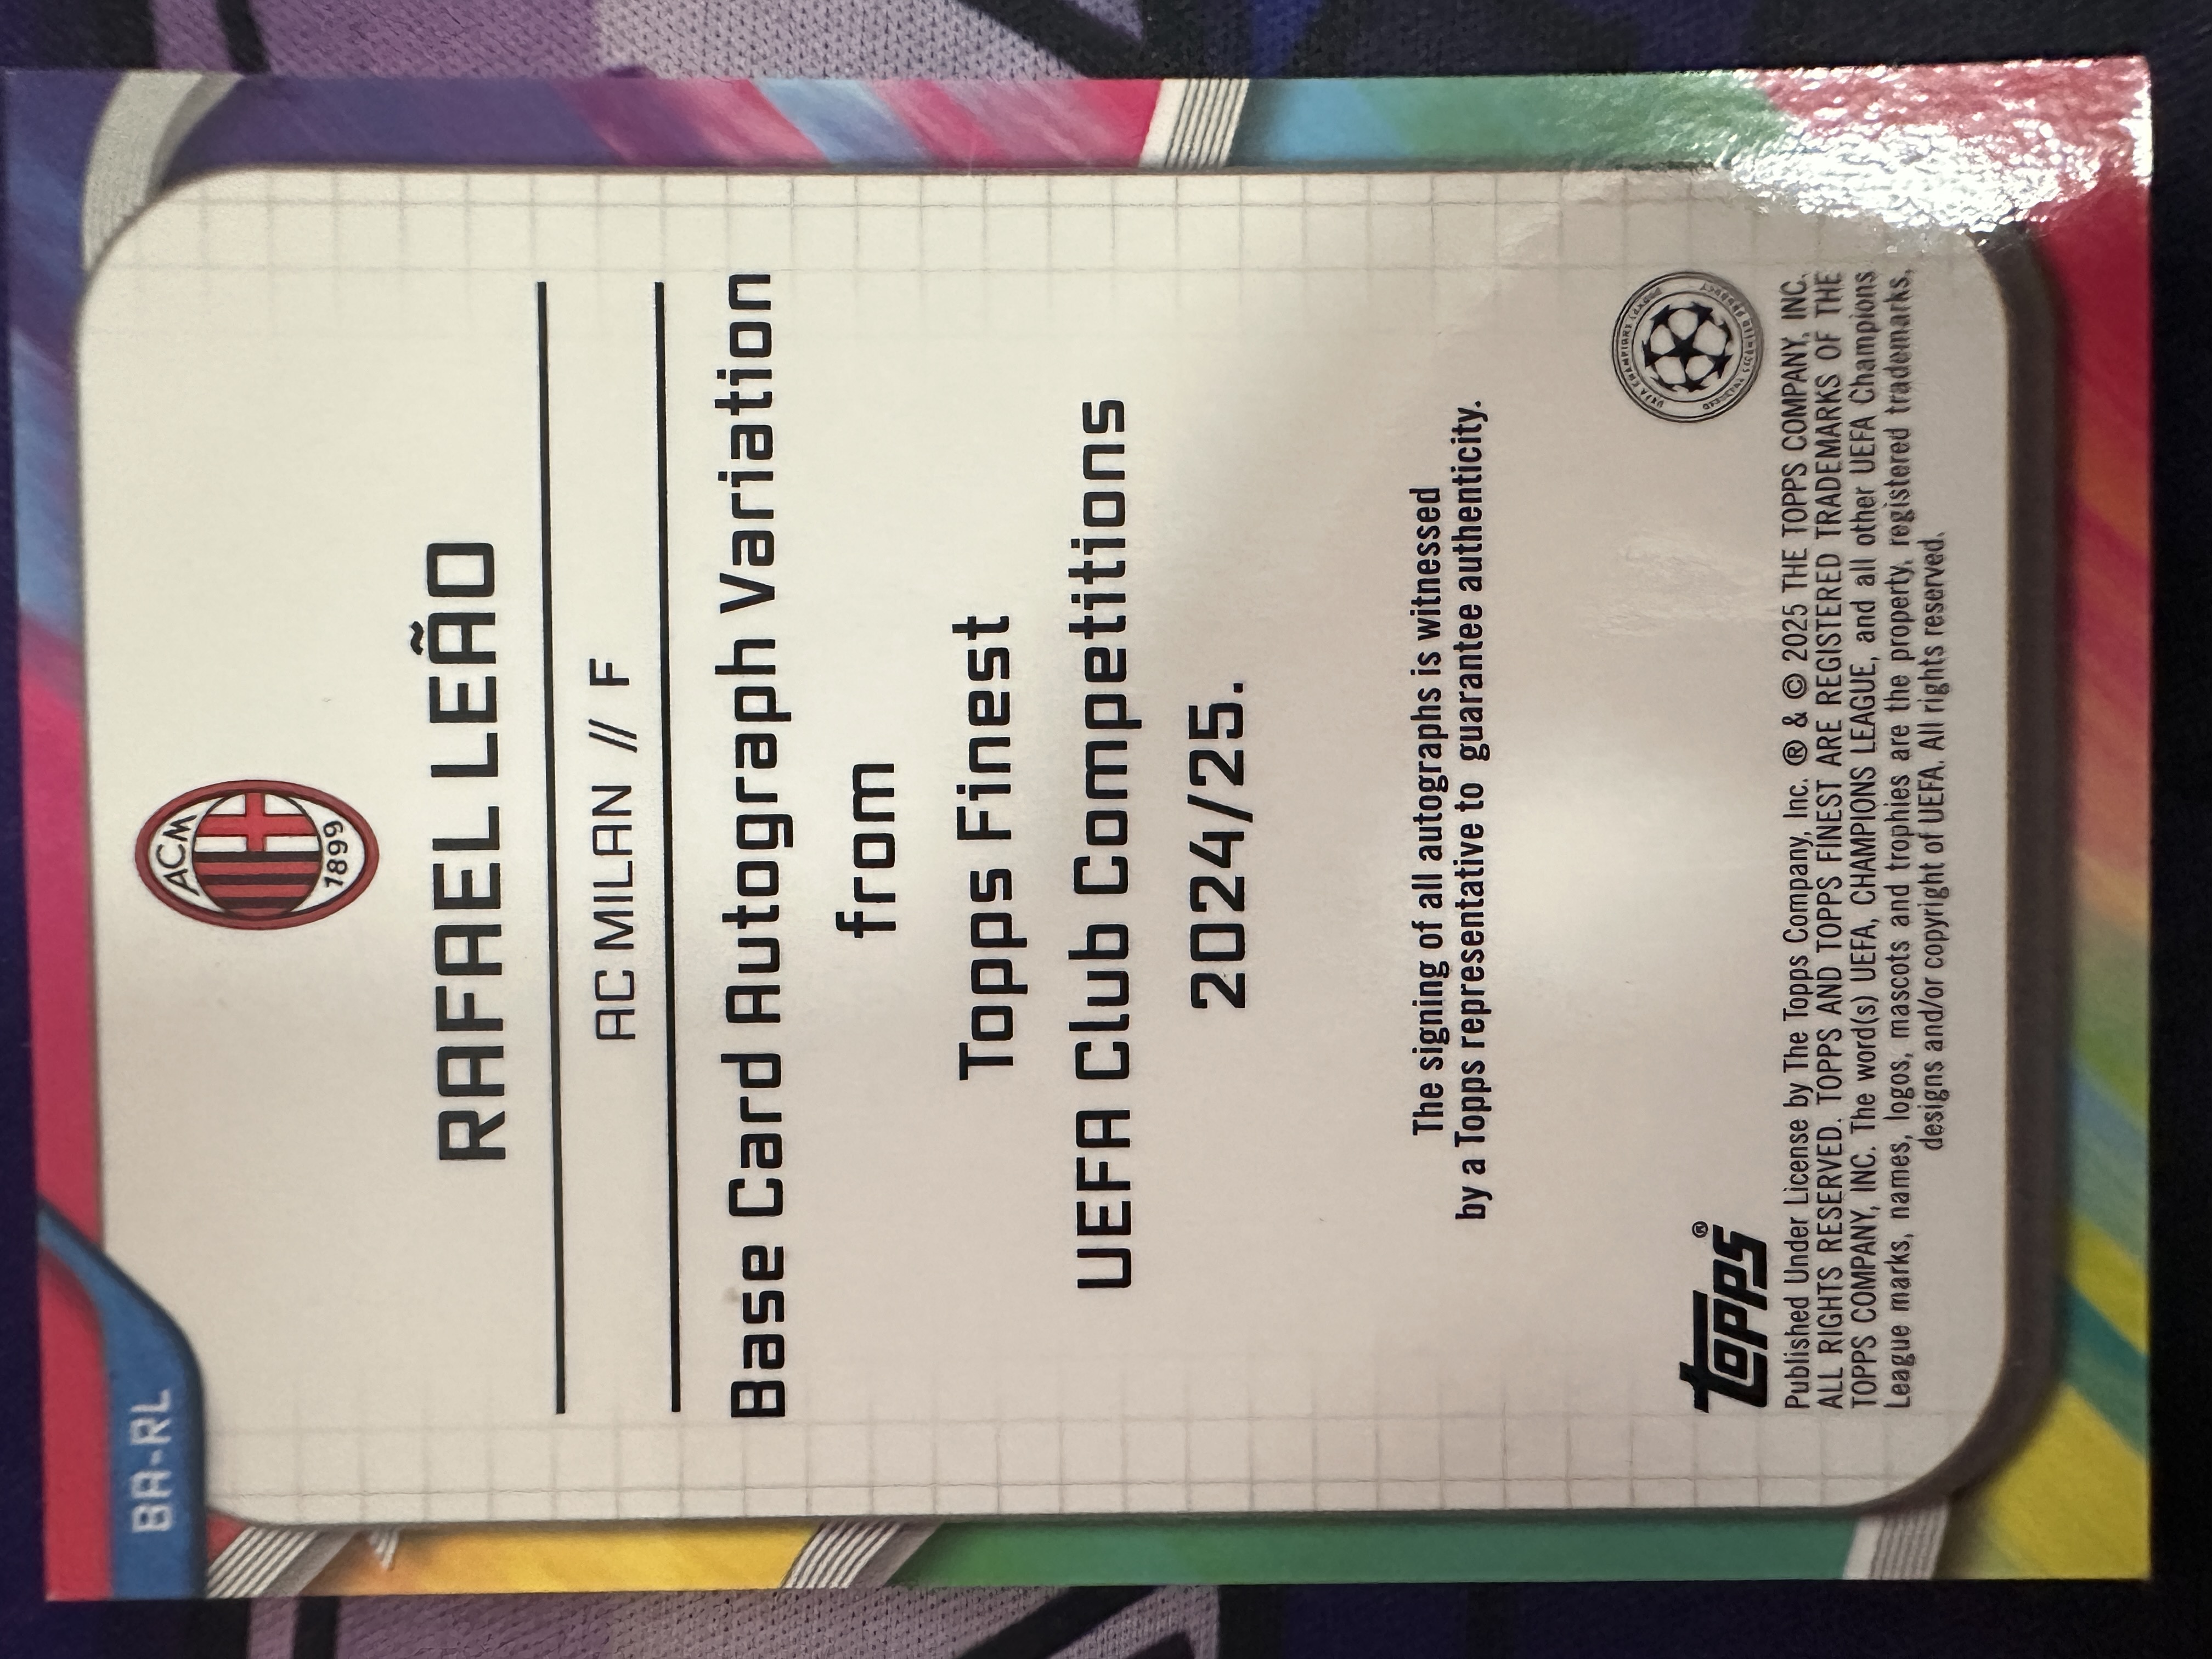 BA-RL
ACM
1899
RAFAEL LEÃO
AC MILAN // F
Base Card Autograph Variation
from
Topps Finest
UEFA Club Competitions
2024/25.
The signing of all autographs is witnessed
by a Topps representative to guarantee authenticity.
Topps®
Published Under License by The Topps Company, Inc. ® & © 2025 THE TOPPS COMPANY, INC.
ALL RIGHTS RESERVED. TOPPS AND TOPPS FINEST ARE REGISTERED TRADEMARKS OF THE
TOPPS COMPANY, INC. The word(s) UEFA, CHAMPIONS LEAGUE, and all other UEFA Champions
League marks, names, logos, mascots and trophies are the property, registered trademarks,
designs and/or copyright of UEFA. All rights reserved.